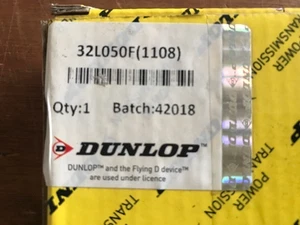 32L050F(1108)
Qty:1 Batch:42018
DUNLOP
DUNLOP™ and the Flying D device™
are used under licence
TRANSMISSION
POWER
TRANSMISSION
POWER
TRANS